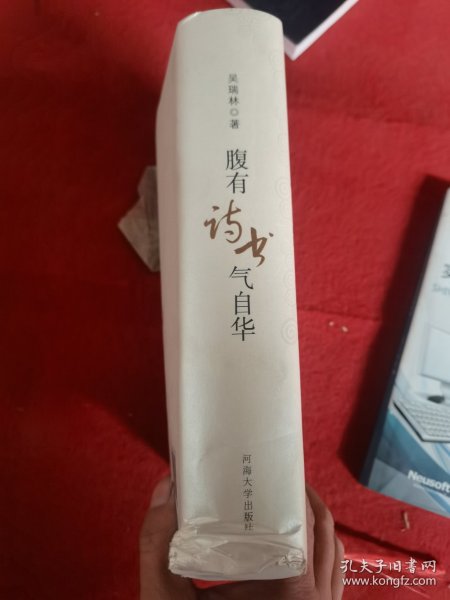 吴瑞林◎著
腹有诗书气自华
河海大学出版社
Neusoft
孔夫子旧书网
www.kongfz.com